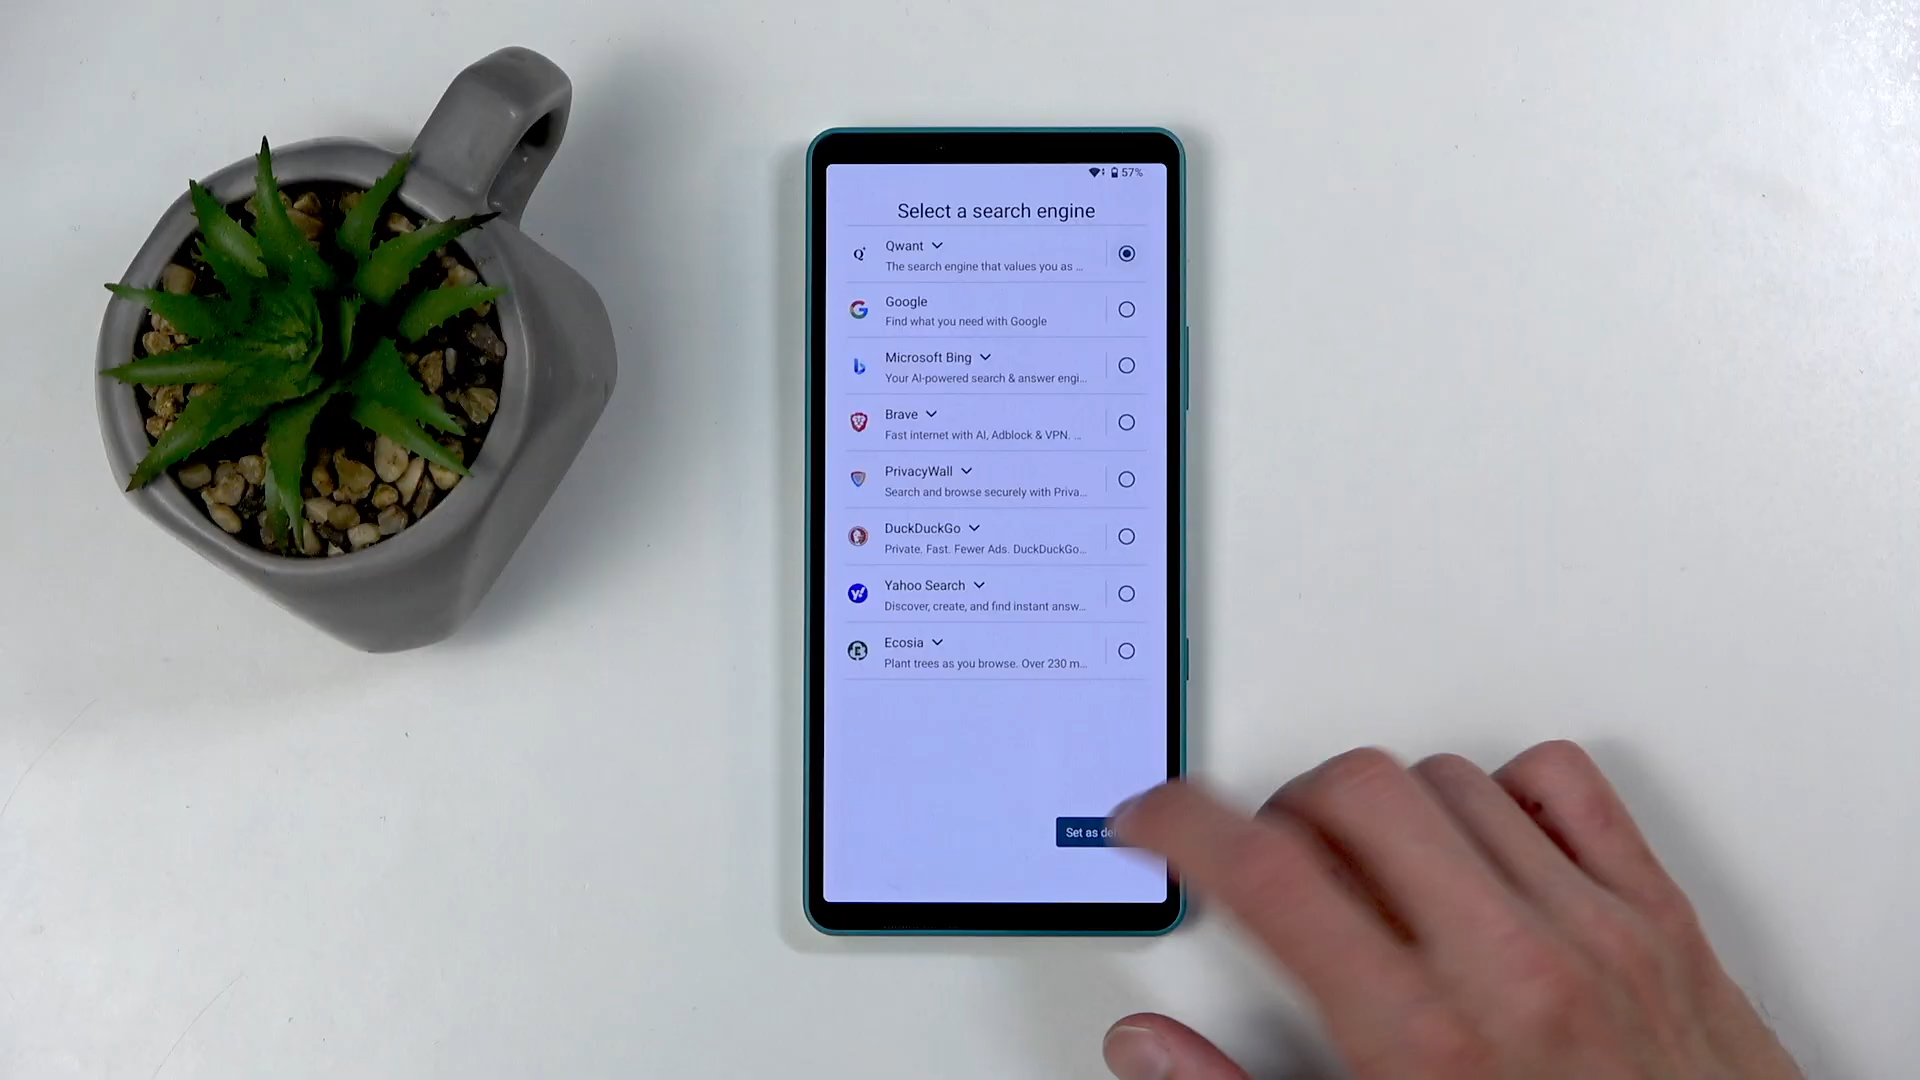 57%
Select a search engine
Qwant
The search engine that values you as ...
Google
Find what you need with Google
Microsoft Bing
Your AI-powered search & answer engi...
Brave
Fast internet with AI, Adblock & VPN. ...
PrivacyWall
Search and browse securely with Priva...
DuckDuckGo
Private. Fast. Fewer Ads. DuckDuckGo...
Yahoo Search
Discover, create, and find instant answ...
Ecosia
Plant trees as you browse. Over 230 m...
Set as